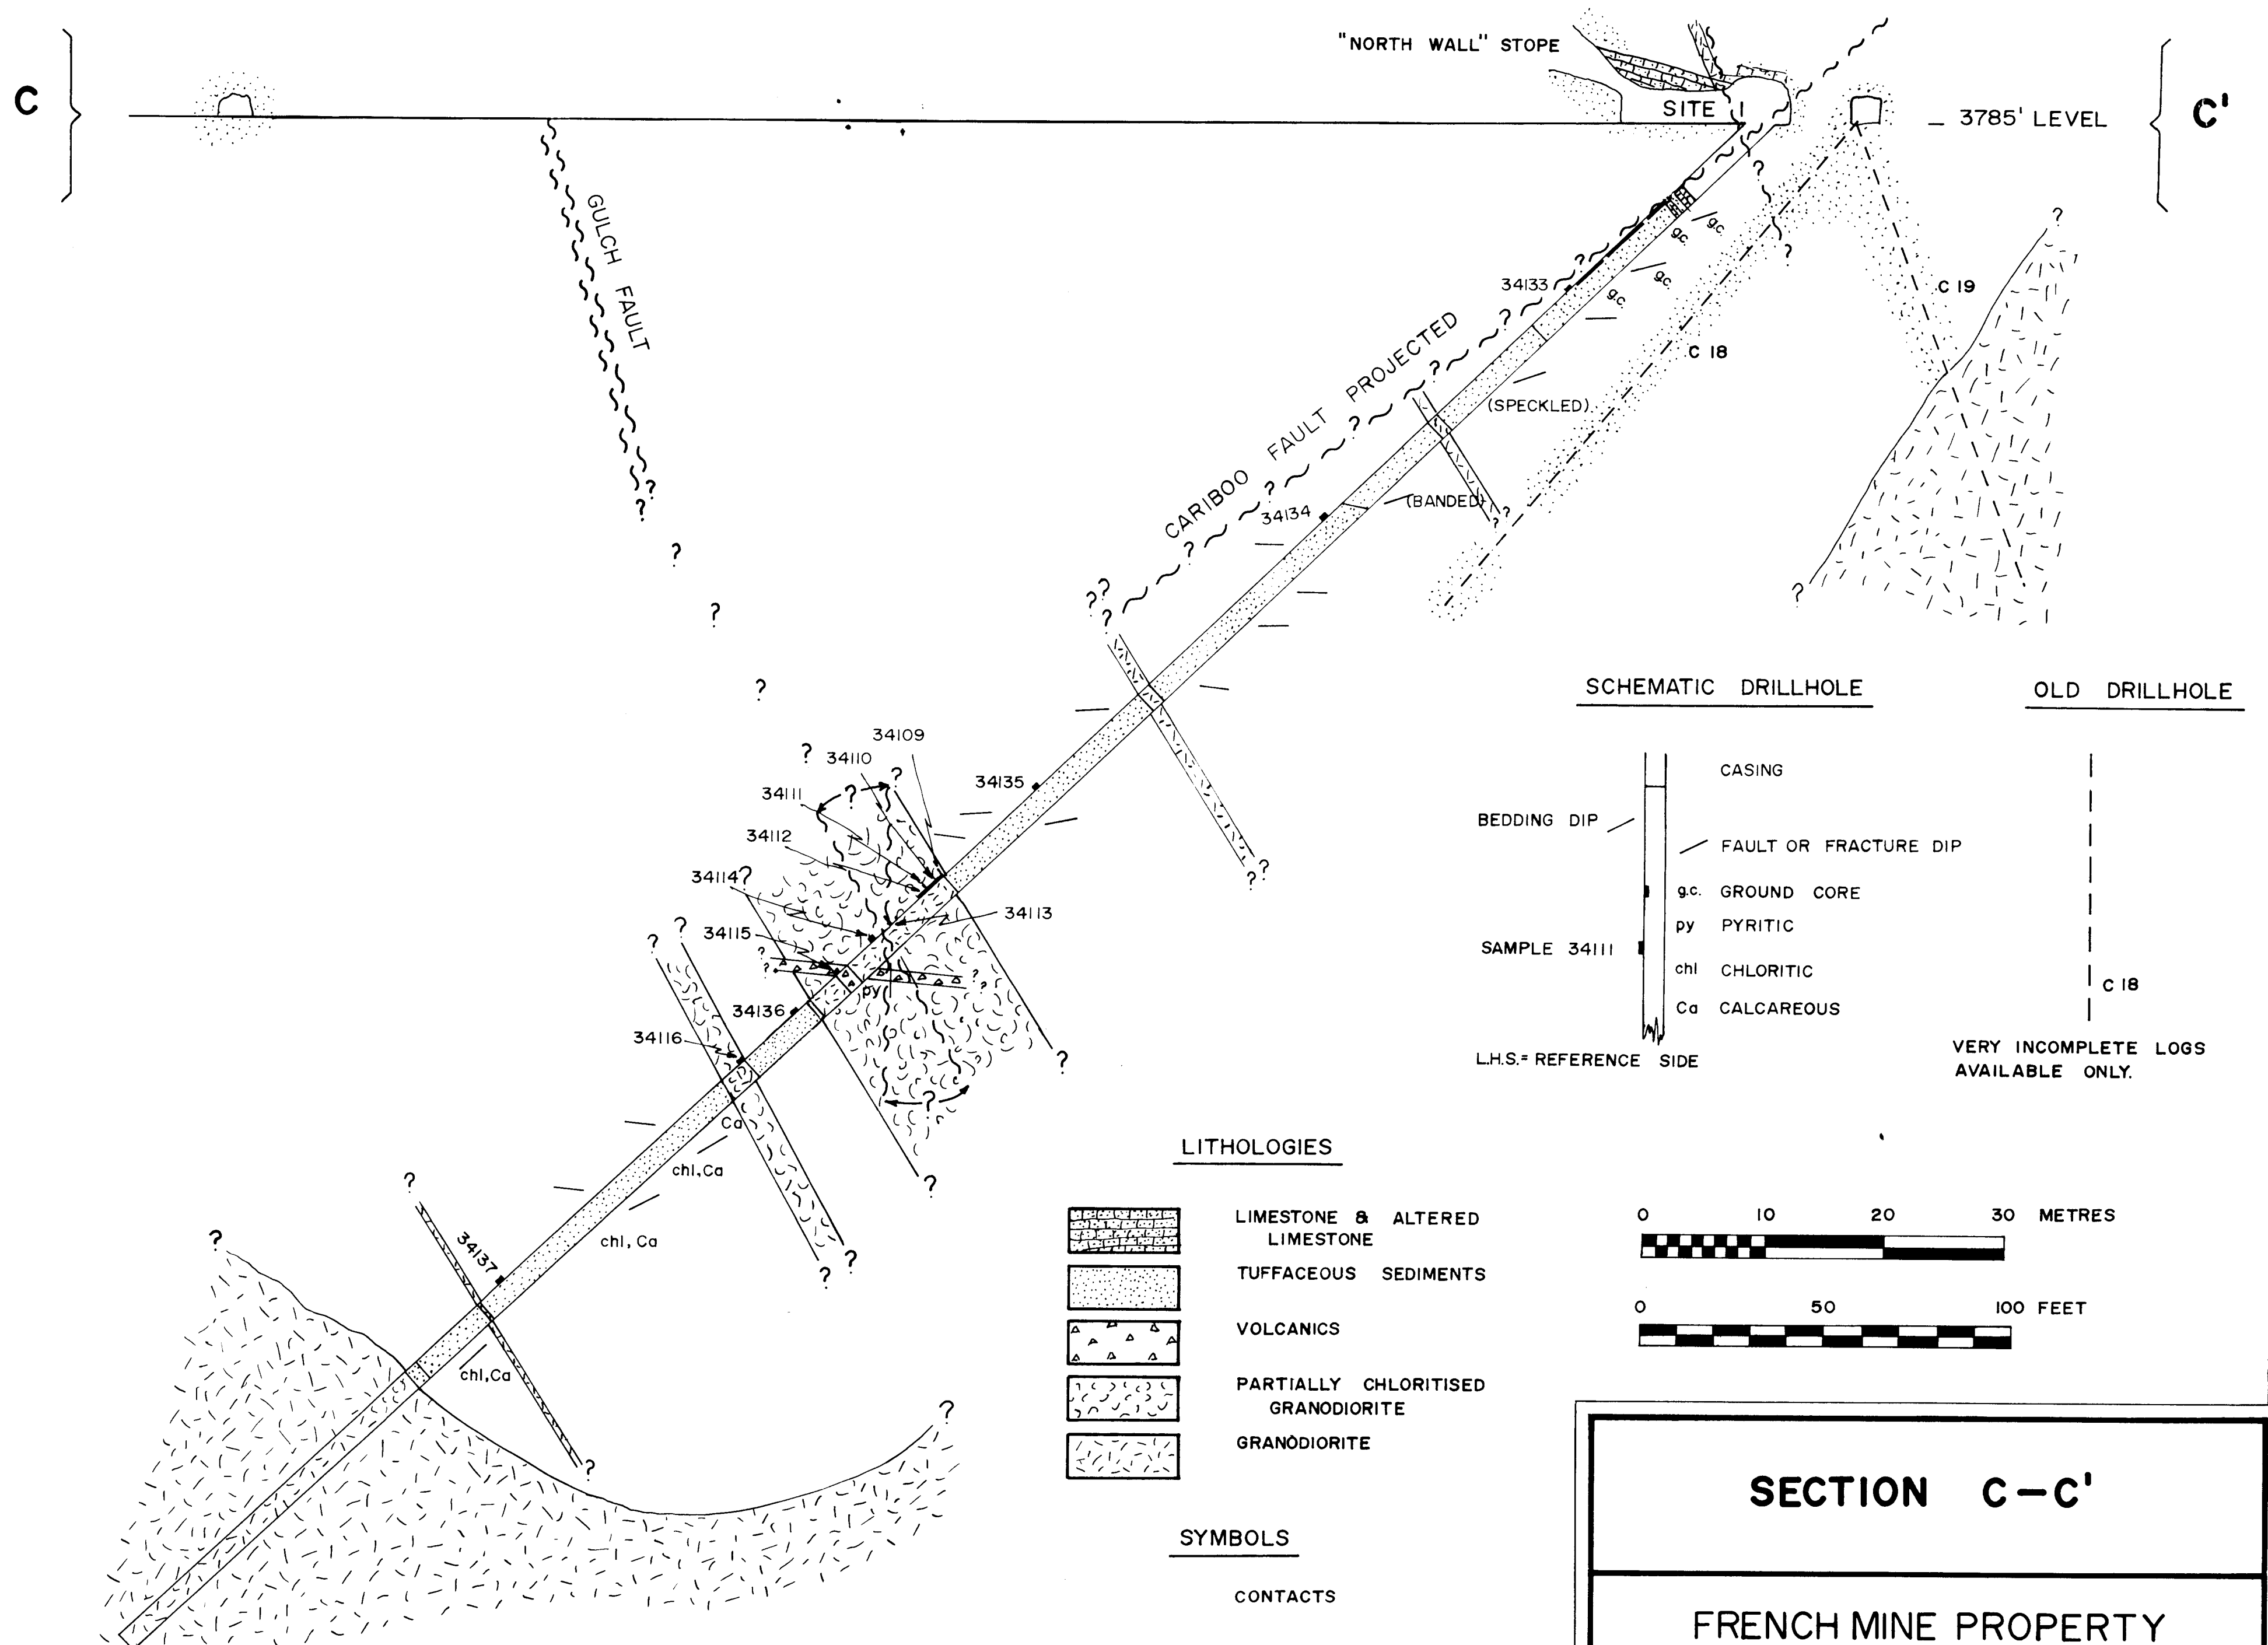 "NORTH WALL" STOPE
C
SITE 1
3785' LEVEL
C'
GULCH FAULT
?
g.c.
g.c.
?
?
?
g.c.
34133
g.c.
C 19
?
CARIBOO FAULT PROJECTED
C 18
?
?
(SPECKLED)
?
?
?
(BANDED)
34134
? ?
?
?
?
? ?
?
?
?
?
SCHEMATIC DRILLHOLE
OLD DRILLHOLE
34109
?
34110
CASING
?
34135
34111
?
BEDDING DIP
34112
FAULT OR FRACTURE DIP
? ?
34114 ?
g.c. GROUND CORE
34113
py PYRITIC
? ?
34115
?
SAMPLE 34111
?
?
chl CHLORITIC
?
py
C 18
34136
Ca CALCAREOUS
34116
?
L.H.S.= REFERENCE SIDE
VERY INCOMPLETE LOGS
AVAILABLE ONLY.
?
Ca
chl, Ca
LITHOLOGIES
?
?
chl, Ca
0 10 20 30 METRES
LIMESTONE & ALTERED
LIMESTONE
?
34137
? ?
TUFFACEOUS SEDIMENTS
0 50 100 FEET
VOLCANICS
chl, Ca
PARTIALLY CHLORITISED
GRANODIORITE
?
GRANODIORITE
?
SECTION C-C'
SYMBOLS
CONTACTS
FRENCH MINE PROPERTY